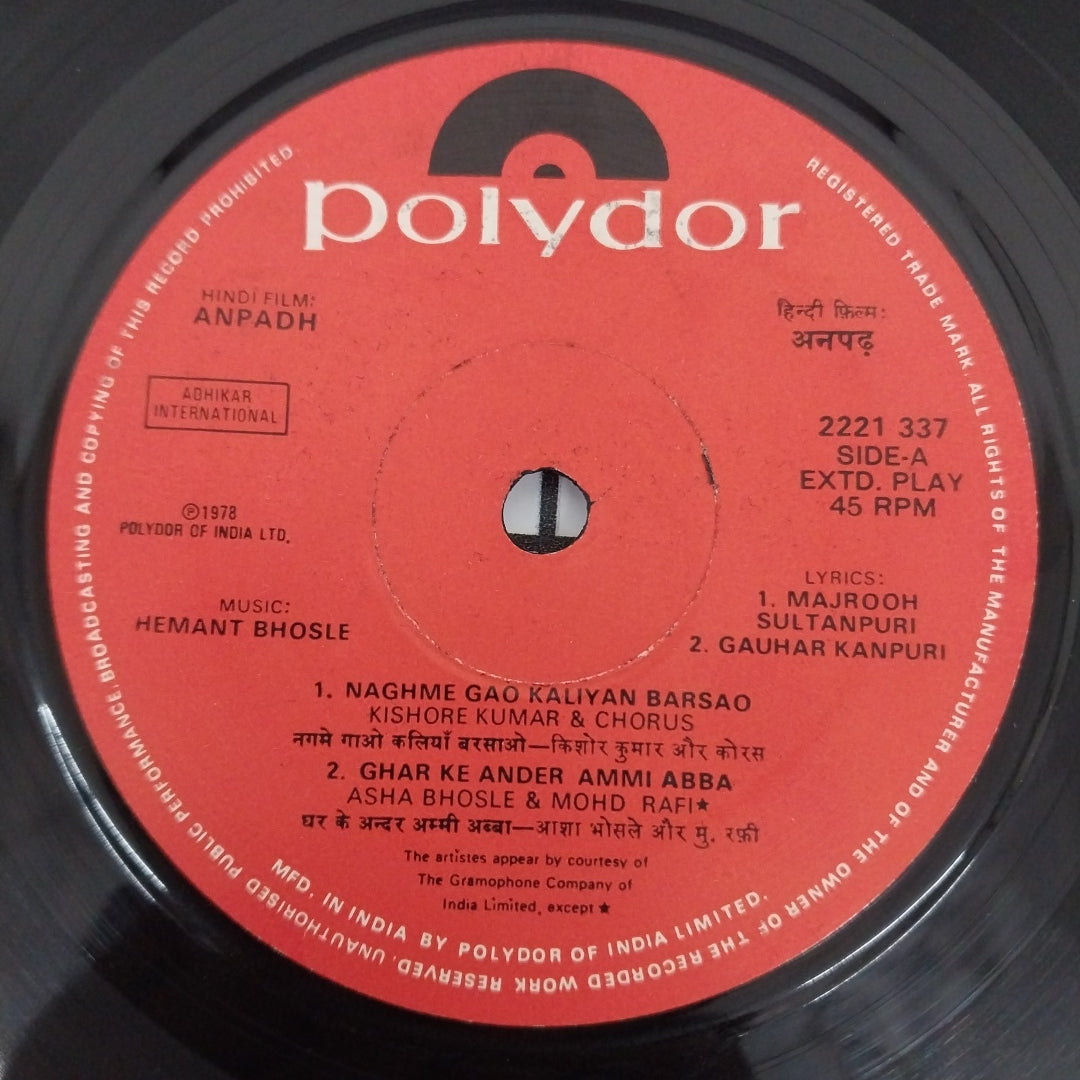 polydor
HINDI FILM:
ANPADH
हिन्दी फ़िल्म:
अनपढ़
ADHIKAR
INTERNATIONAL
2221 337
SIDE-A
EXTD. PLAY
45 RPM
℗1978
POLYDOR OF INDIA LTD.
MUSIC:
HEMANT BHOSLE
LYRICS:
1. MAJROOH
SULTANPURI
2. GAUHAR KANPURI
1. NAGHME GAO KALIYAN BARSAO
KISHORE KUMAR & CHORUS
नगमे गाओ कलियाँ बरसाओ—किशोर कुमार और कोरस
2. GHAR KE ANDER AMMI ABBA
ASHA BHOSLE & MOHD RAFI★
घर के अन्दर अम्मी अब्बा—आशा भोसले और मु. रफ़ी
The artistes appear by courtesy of
The Gramophone Company of
India Limited, except ★
MFD. IN INDIA BY POLYDOR OF INDIA LIMITED.
REGISTERED TRADE MARK. ALL RIGHTS OF THE MANUFACTURER AND OF THE OWNER OF THE RECORDED WORK RESERVED. UNAUTHORISED PUBLIC PERFORMANCE, BROADCASTING AND COPYING OF THIS RECORD PROHIBITED